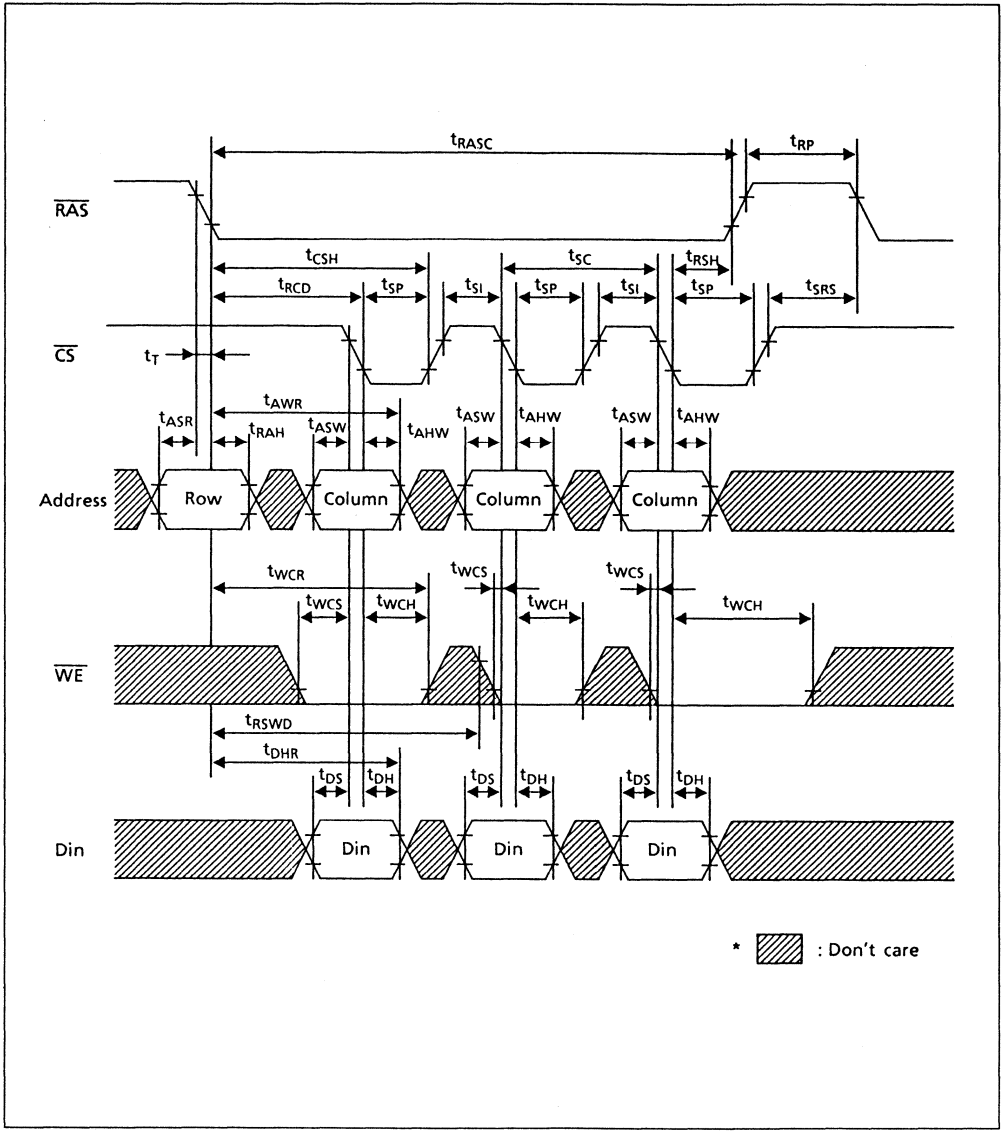 tRASC
tRP
RAS
tCSH
tSC
tRSH
tRCD
tSP
tSI
tSP
tSI
tSP
tSRS
CS
tT
tAWR
tASR
tRAH
tASW
tAHW
tASW
tAHW
tASW
tAHW
Address
Row
Column
Column
Column
tWCR
tWCS
tWCS
tWCS
tWCH
tWCH
tWCH
WE
tRSWD
tDHR
tDS
tDH
tDS
tDH
tDS
tDH
Din
Din
Din
Din
* : Don't care